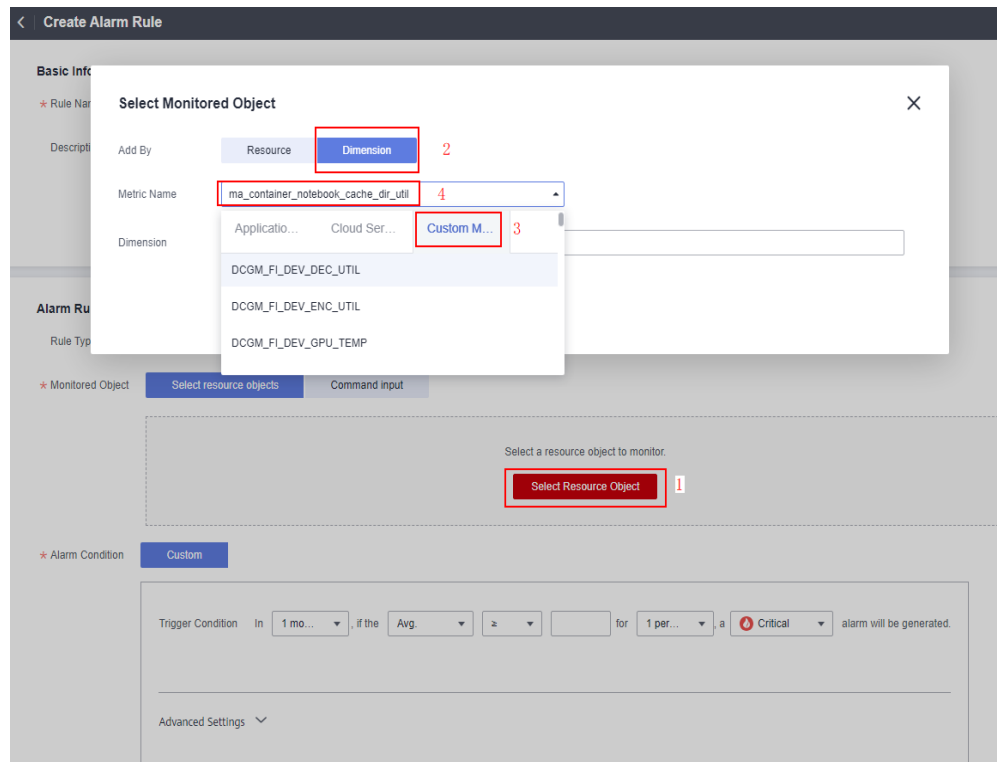 Create Alarm Rule
Basic Info
* Rule Nar
Descripti
Select Monitored Object
Add By Resource Dimension 2
Metric Name ma_container_notebook_cache_dir_util 4
Applicatio... Cloud Ser... Custom M... 3
Dimension
DCGM_FI_DEV_DEC_UTIL
DCGM_FI_DEV_ENC_UTIL
DCGM_FI_DEV_GPU_TEMP
Alarm Ru
Rule Typ
* Monitored Object Select resource objects Command input
Select a resource object to monitor.
Select Resource Object 1
* Alarm Condition Custom
Trigger Condition In 1 mo... , if the Avg. ≥ for 1 per... , a Critical alarm will be generated.
Advanced Settings